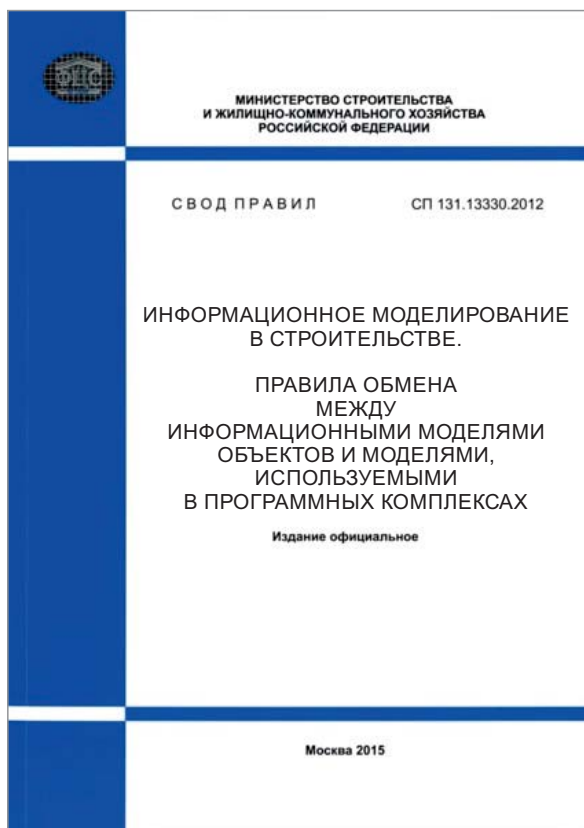 ФЦС
МИНИСТЕРСТВО СТРОИТЕЛЬСТВА
И ЖИЛИЩНО-КОММУНАЛЬНОГО ХОЗЯЙСТВА
РОССИЙСКОЙ ФЕДЕРАЦИИ
СВОД ПРАВИЛ СП 131.13330.2012
ИНФОРМАЦИОННОЕ МОДЕЛИРОВАНИЕ
В СТРОИТЕЛЬСТВЕ.
ПРАВИЛА ОБМЕНА
МЕЖДУ
ИНФОРМАЦИОННЫМИ МОДЕЛЯМИ
ОБЪЕКТОВ И МОДЕЛЯМИ,
ИСПОЛЬЗУЕМЫМИ
В ПРОГРАММНЫХ КОМПЛЕКСАХ
Издание официальное
Москва 2015